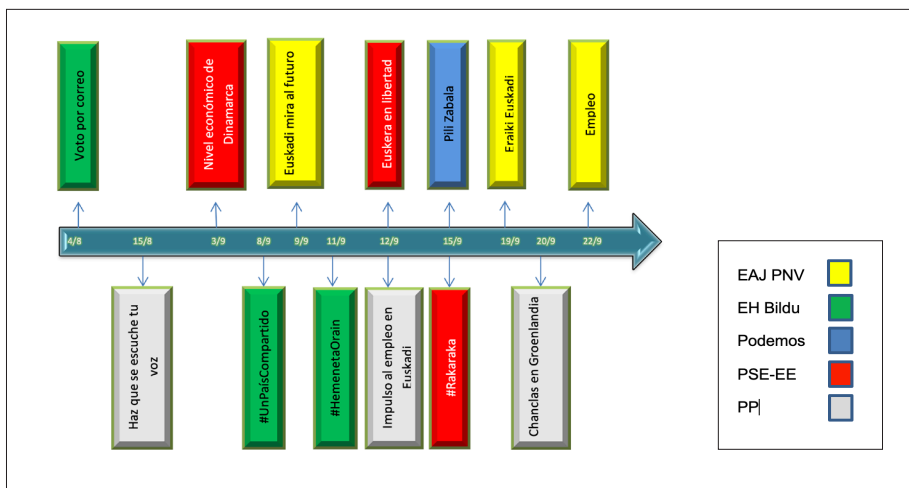 Voto por correo
Nivel económico de
Dinamarca
Euskadi mira al futuro
Euskera en libertad
Pili Zabala
Eraiki Euskadi
Empleo
4/8
15/8
3/9
8/9
9/9
11/9
12/9
15/9
19/9
20/9
22/9
Haz que se escuche tu
voz
#UnPaísCompartido
#HemenetaOrain
Impulso al empleo en
Euskadi
#Rakaraka
Chanclas en Groenlandia
EAJ PNV
EH Bildu
Podemos
PSE-EE
PP